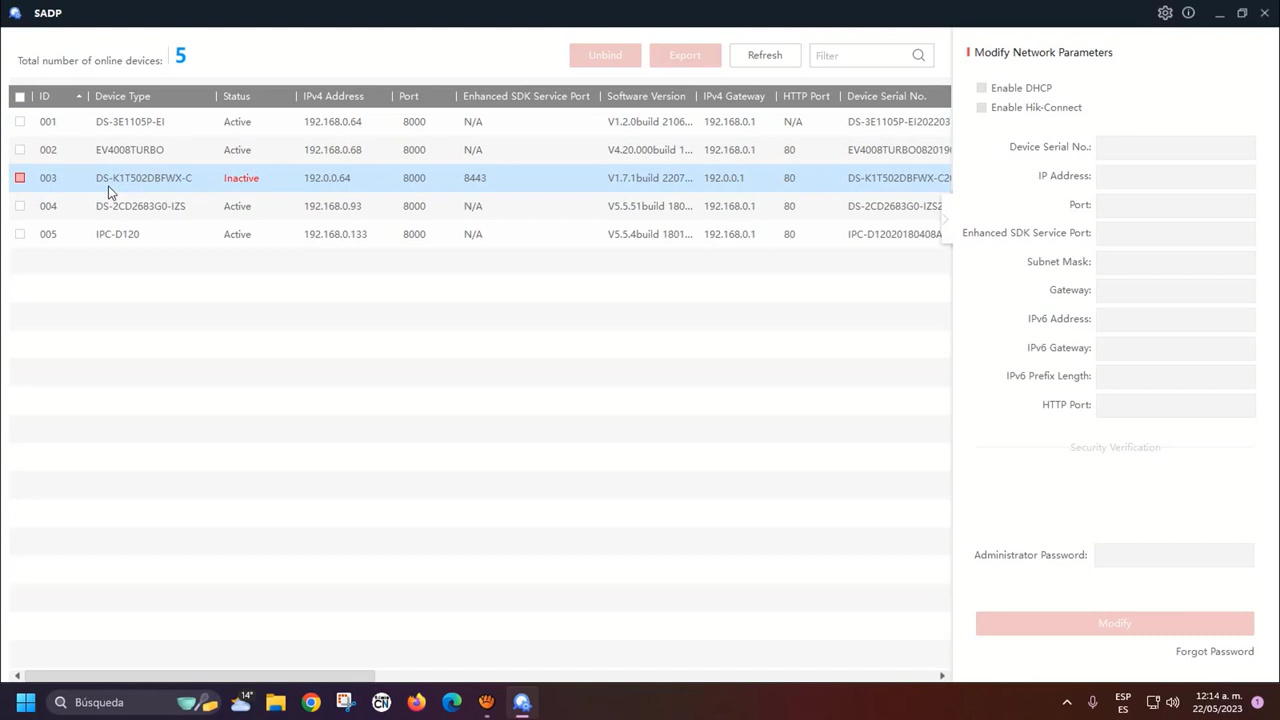 SADP
Total number of online devices: 5
Unbind Export Refresh Filter
ID Device Type Status IPv4 Address Port Enhanced SDK Service Port Software Version IPv4 Gateway HTTP Port Device Serial No.
001 DS-3E1105P-EI Active 192.168.0.64 8000 N/A V1.2.0build 2106... 192.168.0.1 N/A DS-3E1105P-EI202203
002 EV4008TURBO Active 192.168.0.68 8000 N/A V4.20.000build 1... 192.168.0.1 80 EV4008TURBO0820190
003 DS-K1T502DBFWX-C Inactive 192.0.0.64 8000 8443 V1.7.1build 2207... 192.0.0.1 80 DS-K1T502DBFWX-C20
004 DS-2CD2683G0-IZS Active 192.168.0.93 8000 N/A V5.5.51build 180... 192.168.0.1 80 DS-2CD2683G0-IZS2
005 IPC-D120 Active 192.168.0.133 8000 N/A V5.5.4build 1801... 192.168.0.1 80 IPC-D12020180408A
Modify Network Parameters
Enable DHCP
Enable Hik-Connect
Device Serial No.:
IP Address:
Port:
Enhanced SDK Service Port:
Subnet Mask:
Gateway:
IPv6 Address:
IPv6 Gateway:
IPv6 Prefix Length:
HTTP Port:
Security Verification
Administrator Password:
Modify
Forgot Password
Búsqueda
14°
CN
ESP
ES
12:14 a. m.
22/05/2023
1